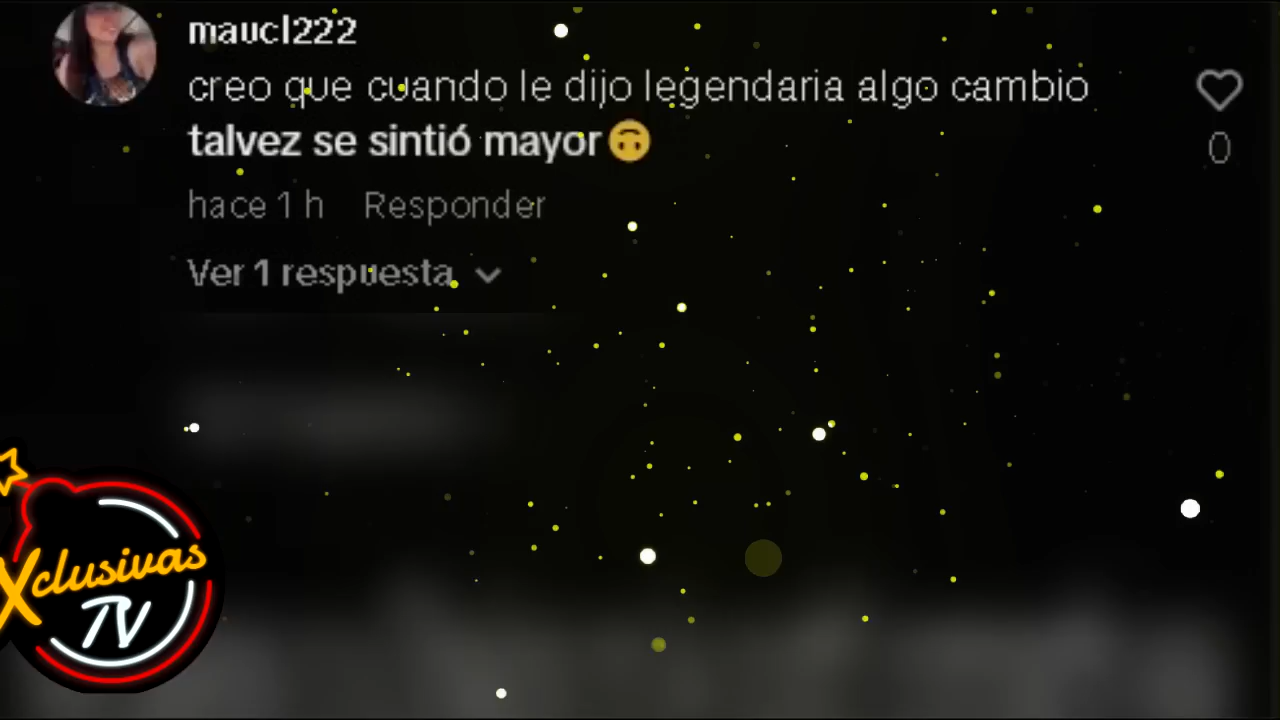 maucl222
creo que cuando le dijo legendaria algo cambio
talvez se sintió mayor🙃
0
hace 1 h Responder
Ver 1 respuesta
Xclusivas
TV